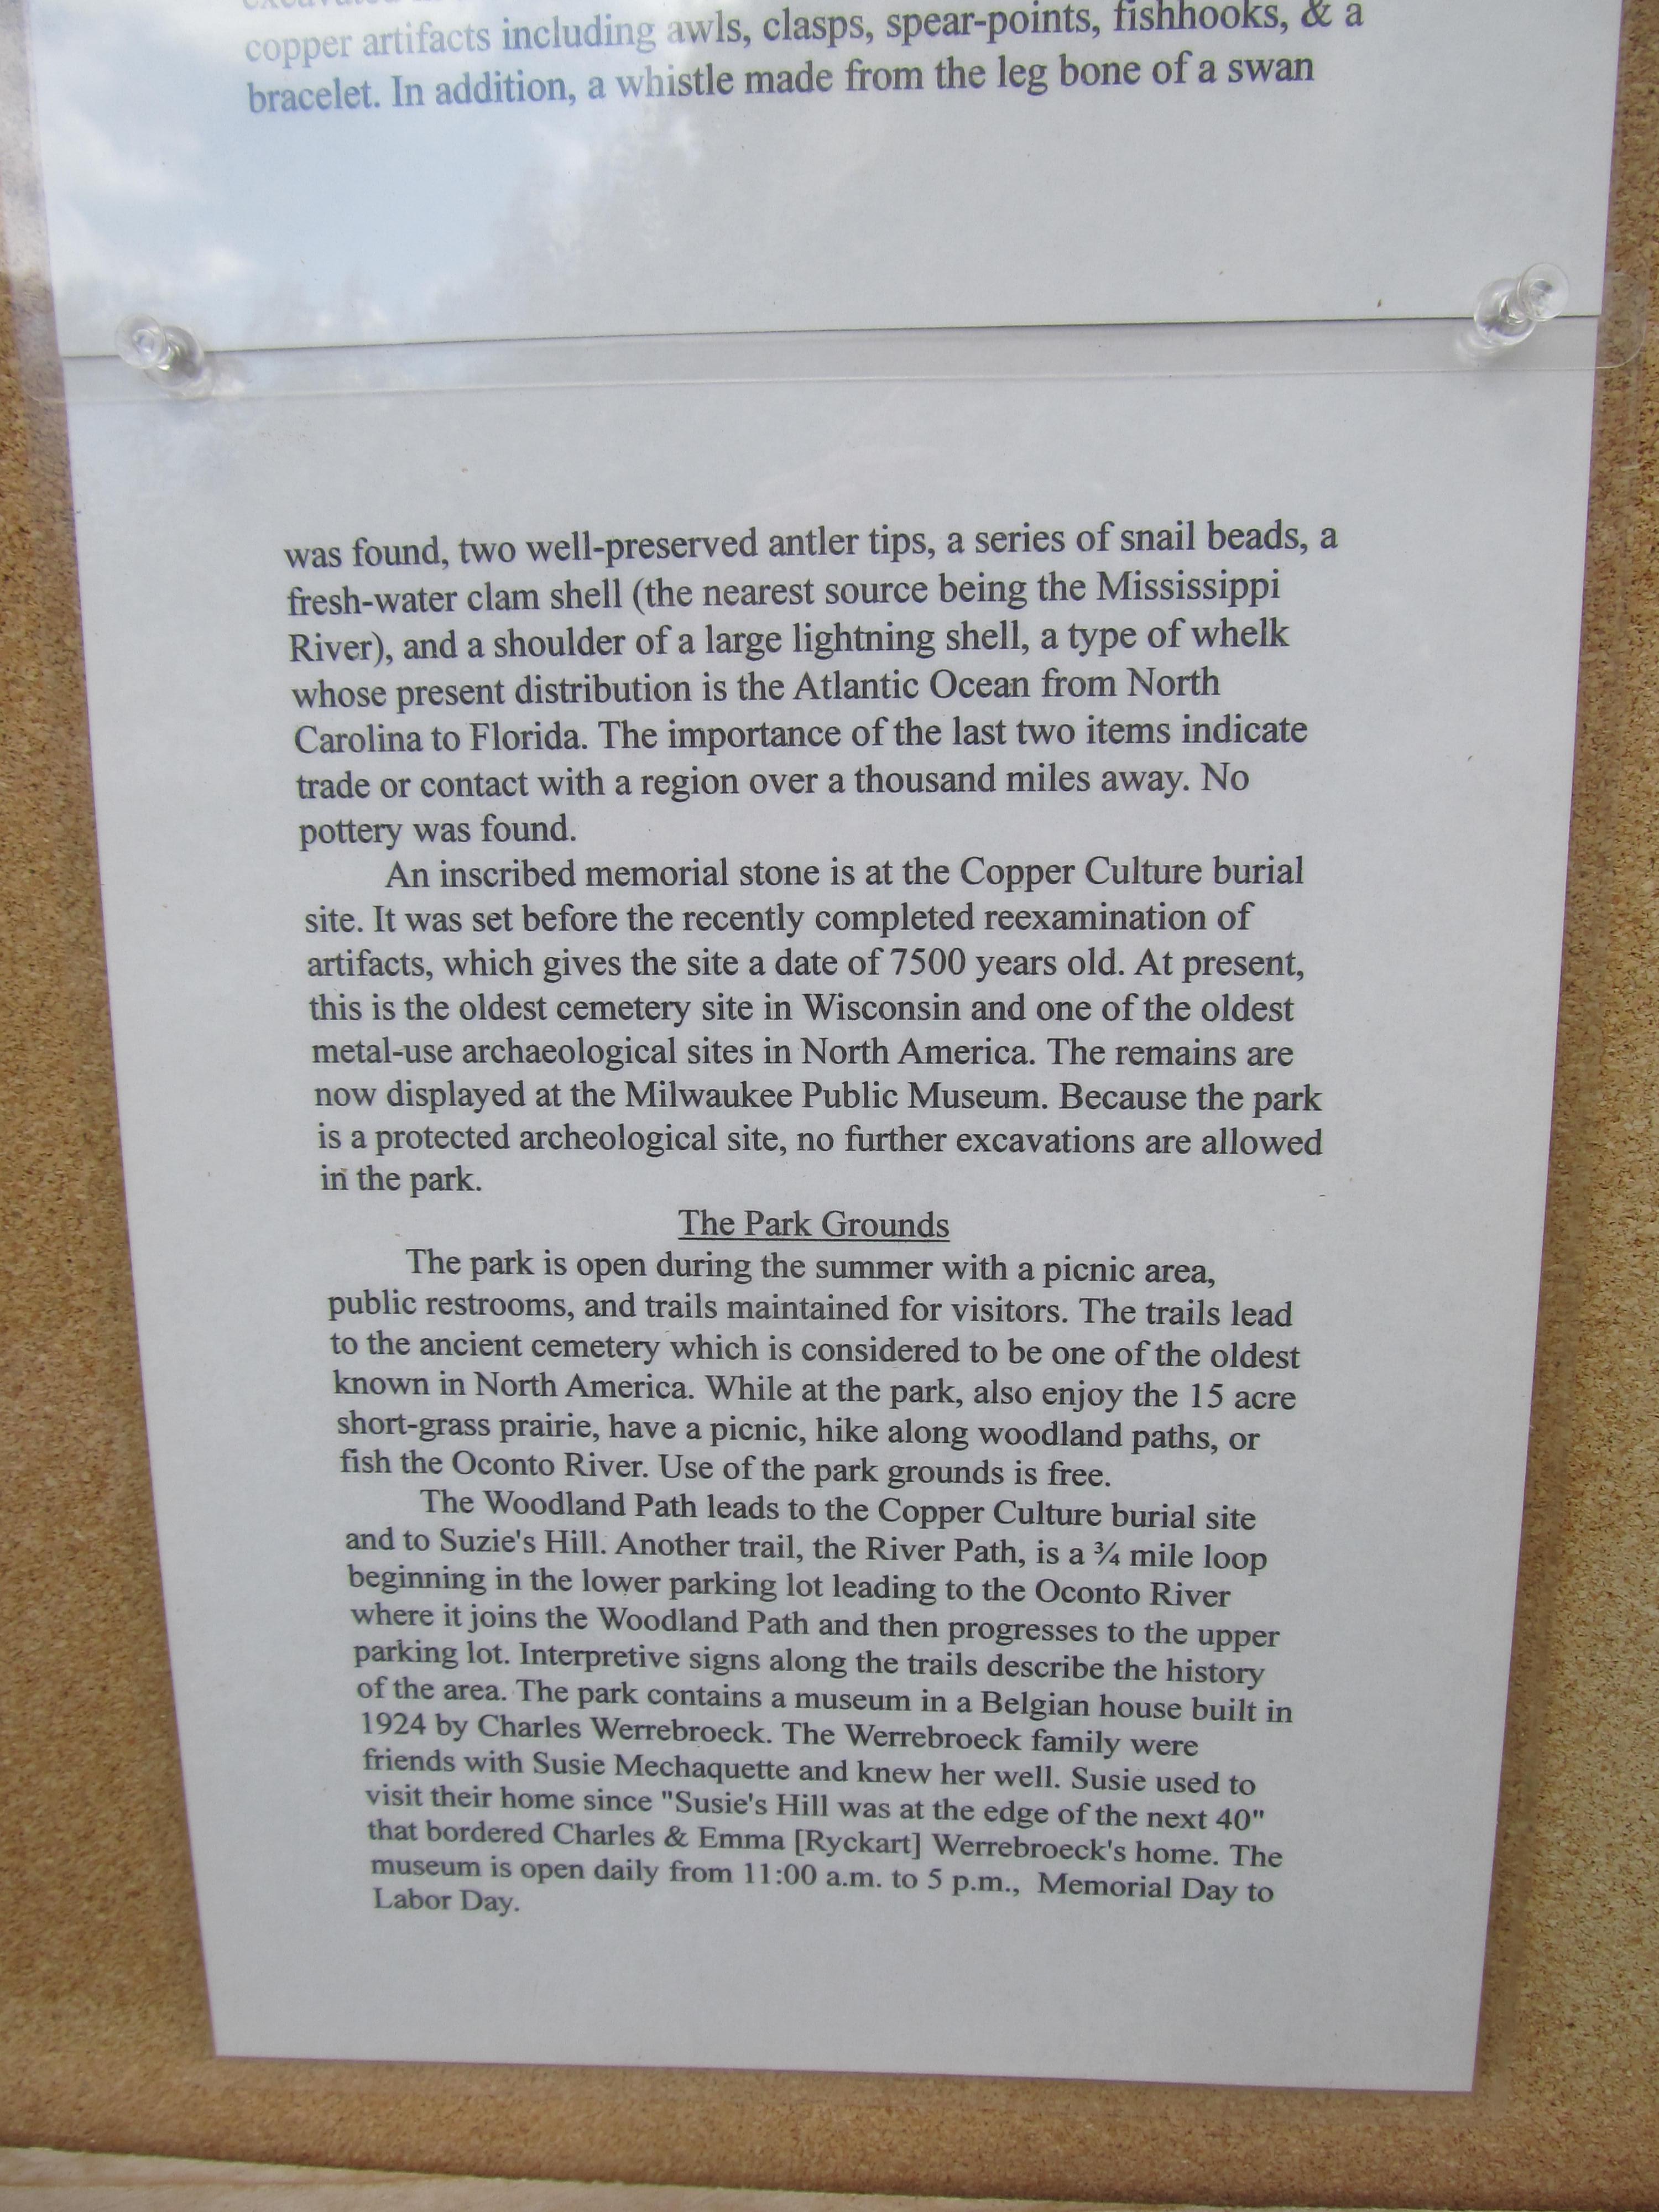 copper artifacts including awls, clasps, spear-points, fishhooks, & a
bracelet. In addition, a whistle made from the leg bone of a swan
was found, two well-preserved antler tips, a series of snail beads, a
fresh-water clam shell (the nearest source being the Mississippi
River), and a shoulder of a large lightning shell, a type of whelk
whose present distribution is the Atlantic Ocean from North
Carolina to Florida. The importance of the last two items indicate
trade or contact with a region over a thousand miles away. No
pottery was found.
An inscribed memorial stone is at the Copper Culture burial
site. It was set before the recently completed reexamination of
artifacts, which gives the site a date of 7500 years old. At present,
this is the oldest cemetery site in Wisconsin and one of the oldest
metal-use archaeological sites in North America. The remains are
now displayed at the Milwaukee Public Museum. Because the park
is a protected archeological site, no further excavations are allowed
in the park.
The Park Grounds
The park is open during the summer with a picnic area,
public restrooms, and trails maintained for visitors. The trails lead
to the ancient cemetery which is considered to be one of the oldest
known in North America. While at the park, also enjoy the 15 acre
short-grass prairie, have a picnic, hike along woodland paths, or
fish the Oconto River. Use of the park grounds is free.
The Woodland Path leads to the Copper Culture burial site
and to Suzie's Hill. Another trail, the River Path, is a ¾ mile loop
beginning in the lower parking lot leading to the Oconto River
where it joins the Woodland Path and then progresses to the upper
parking lot. Interpretive signs along the trails describe the history
of the area. The park contains a museum in a Belgian house built in
1924 by Charles Werrebroeck. The Werrebroeck family were
friends with Susie Mechaquette and knew her well. Susie used to
visit their home since "Susie's Hill was at the edge of the next 40"
that bordered Charles & Emma [Ryckart] Werrebroeck's home. The
museum is open daily from 11:00 a.m. to 5 p.m., Memorial Day to
Labor Day.